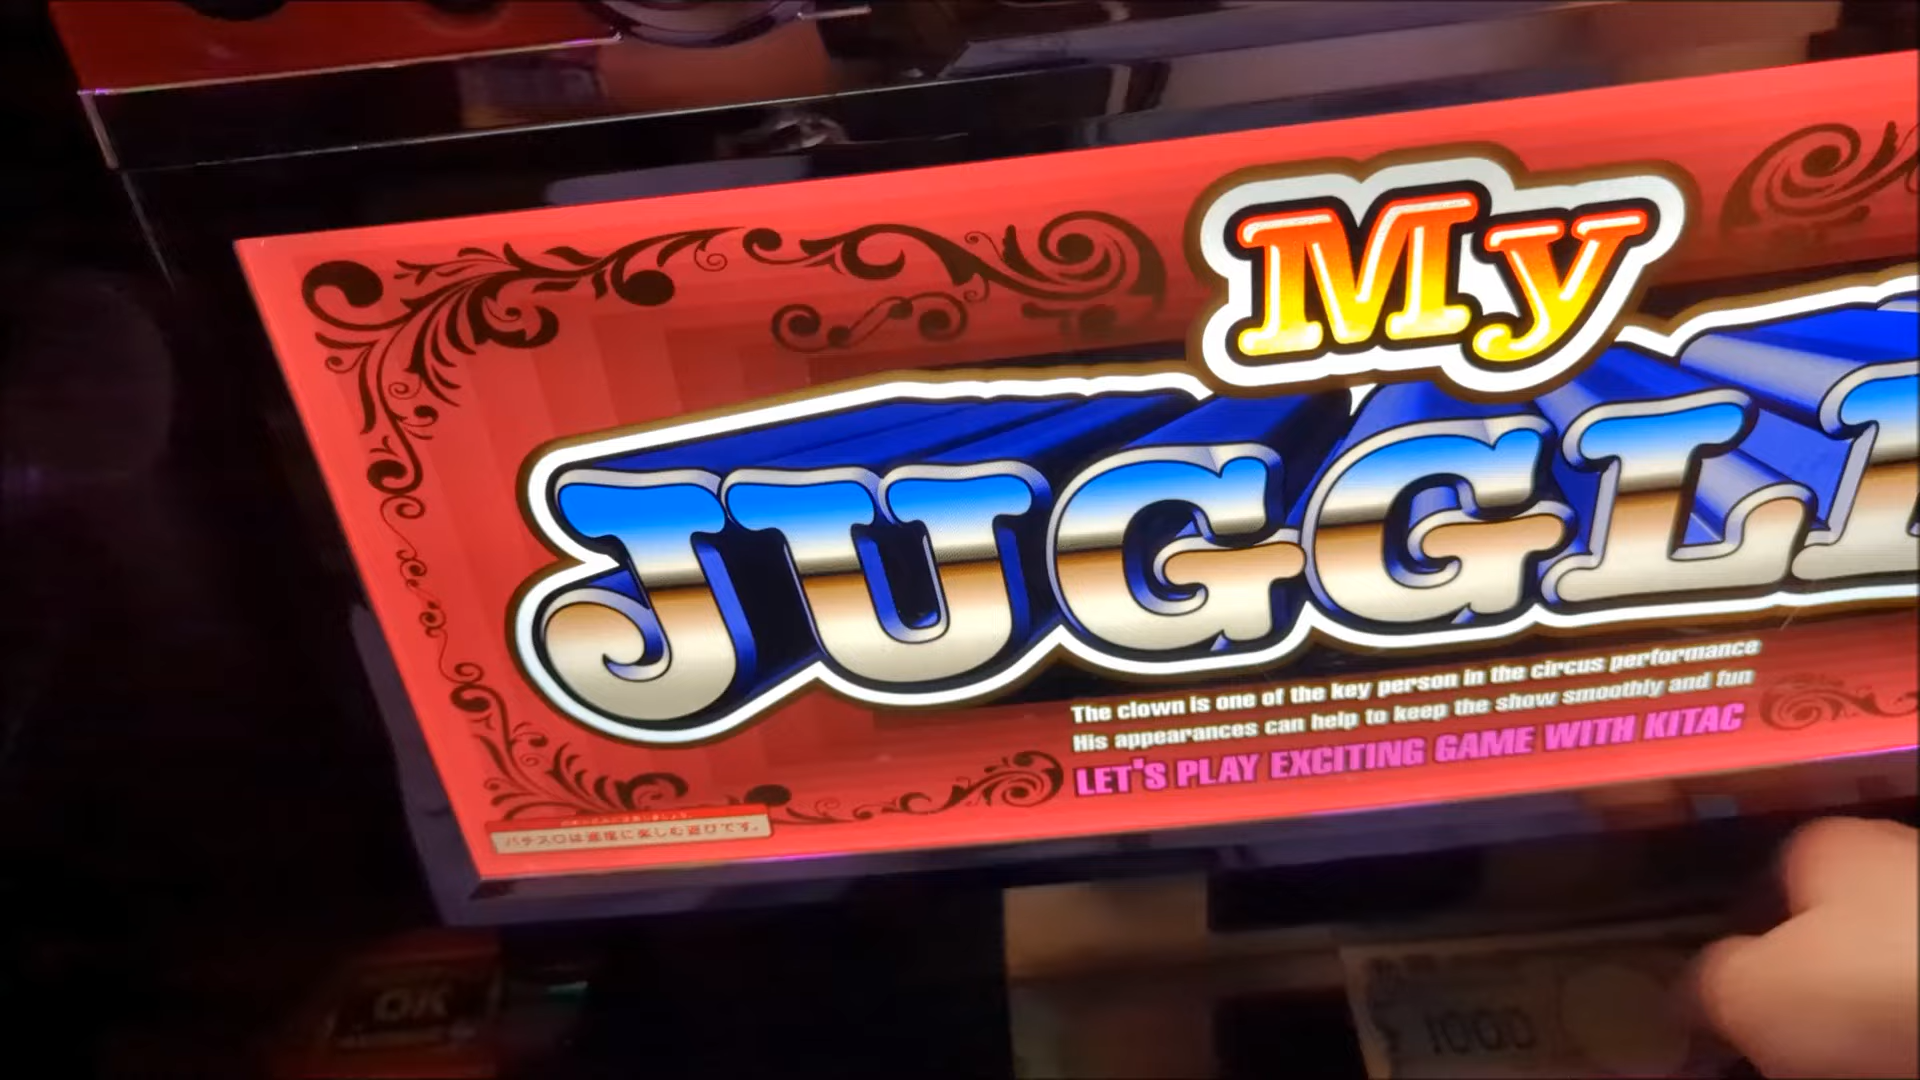 My
JUGGLE
The clown is one of the key person in the circus performance
His appearances can help to keep the show smoothly and fun
LET'S PLAY EXCITING GAME WITH KITAC
パチスロは適度に楽しむ遊びです。
OK
1000